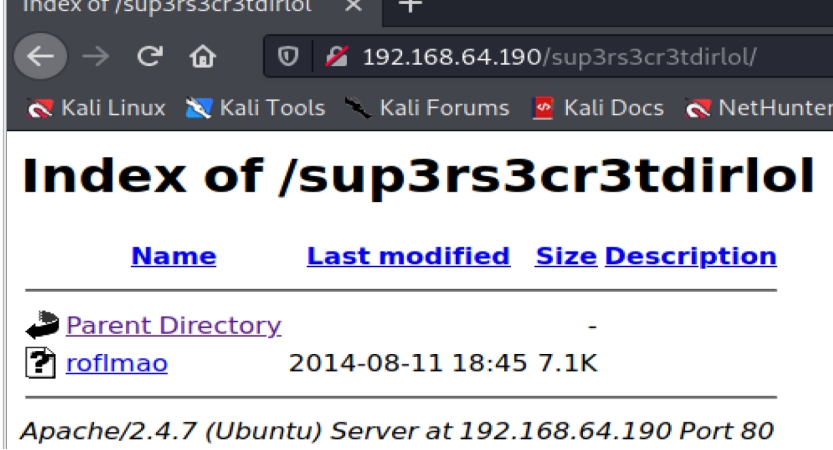 Index of /sup3rs3cr3tdirlol
192.168.64.190/sup3rs3cr3tdirlol/
Kali Linux Kali Tools Kali Forums Kali Docs NetHunter
Index of /sup3rs3cr3tdirlol
Name Last modified Size Description
Parent Directory -
roflmao 2014-08-11 18:45 7.1K
Apache/2.4.7 (Ubuntu) Server at 192.168.64.190 Port 80